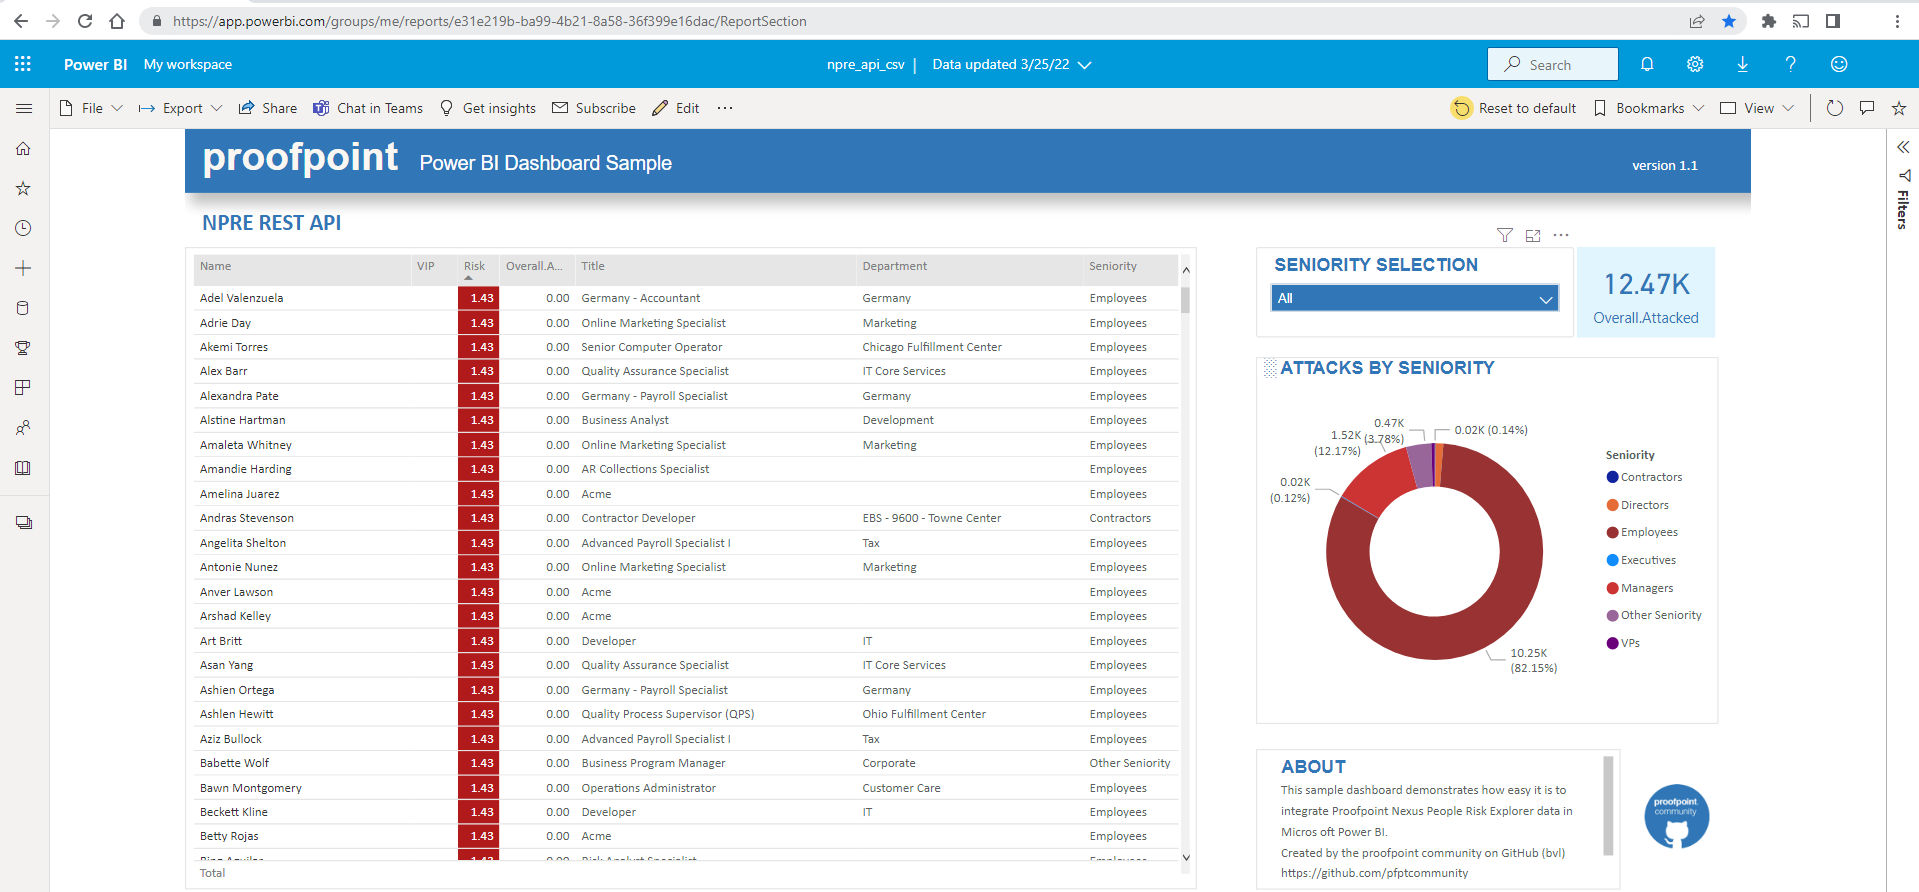 https://app.powerbi.com/groups/me/reports/e31e219b-ba99-4b21-8a58-36f399e16dac/ReportSection
Power BI My workspace npre_api_csv | Data updated 3/25/22 Search
File Export Share Chat in Teams Get insights Subscribe Edit ... Reset to default Bookmarks View
proofpoint Power BI Dashboard Sample version 1.1
Filters
NPRE REST API
Name VIP Risk Overall.A... Title Department Seniority
Adel Valenzuela 1.43 0.00 Germany - Accountant Germany Employees
Adrie Day 1.43 0.00 Online Marketing Specialist Marketing Employees
Akemi Torres 1.43 0.00 Senior Computer Operator Chicago Fulfillment Center Employees
Alex Barr 1.43 0.00 Quality Assurance Specialist IT Core Services Employees
Alexandra Pate 1.43 0.00 Germany - Payroll Specialist Germany Employees
Alstine Hartman 1.43 0.00 Business Analyst Development Employees
Amaleta Whitney 1.43 0.00 Online Marketing Specialist Marketing Employees
Amandie Harding 1.43 0.00 AR Collections Specialist Employees
Amelina Juarez 1.43 0.00 Acme Employees
Andras Stevenson 1.43 0.00 Contractor Developer EBS - 9600 - Towne Center Contractors
Angelita Shelton 1.43 0.00 Advanced Payroll Specialist I Tax Employees
Antonie Nunez 1.43 0.00 Online Marketing Specialist Marketing Employees
Anver Lawson 1.43 0.00 Acme Employees
Arshad Kelley 1.43 0.00 Acme Employees
Art Britt 1.43 0.00 Developer IT Employees
Asan Yang 1.43 0.00 Quality Assurance Specialist IT Core Services Employees
Ashien Ortega 1.43 0.00 Germany - Payroll Specialist Germany Employees
Ashlen Hewitt 1.43 0.00 Quality Process Supervisor (QPS) Ohio Fulfillment Center Employees
Aziz Bullock 1.43 0.00 Advanced Payroll Specialist I Tax Employees
Babette Wolf 1.43 0.00 Business Program Manager Corporate Other Seniority
Bawn Montgomery 1.43 0.00 Operations Administrator Customer Care Employees
Beckett Kline 1.43 0.00 Developer IT Employees
Betty Rojas 1.43 0.00 Acme Employees
Total
SENIORITY SELECTION
All
12.47K
Overall.Attacked
ATTACKS BY SENIORITY
0.47K
(3.78%)
0.02K (0.14%)
1.52K
(12.17%)
0.02K
(0.12%)
10.25K
(82.15%)
Seniority
Contractors
Directors
Employees
Executives
Managers
Other Seniority
VPs
ABOUT
This sample dashboard demonstrates how easy it is to
integrate Proofpoint Nexus People Risk Explorer data in
Micros oft Power BI.
Created by the proofpoint community on GitHub (bvl)
https://github.com/pfptcommunity
proofpoint
community